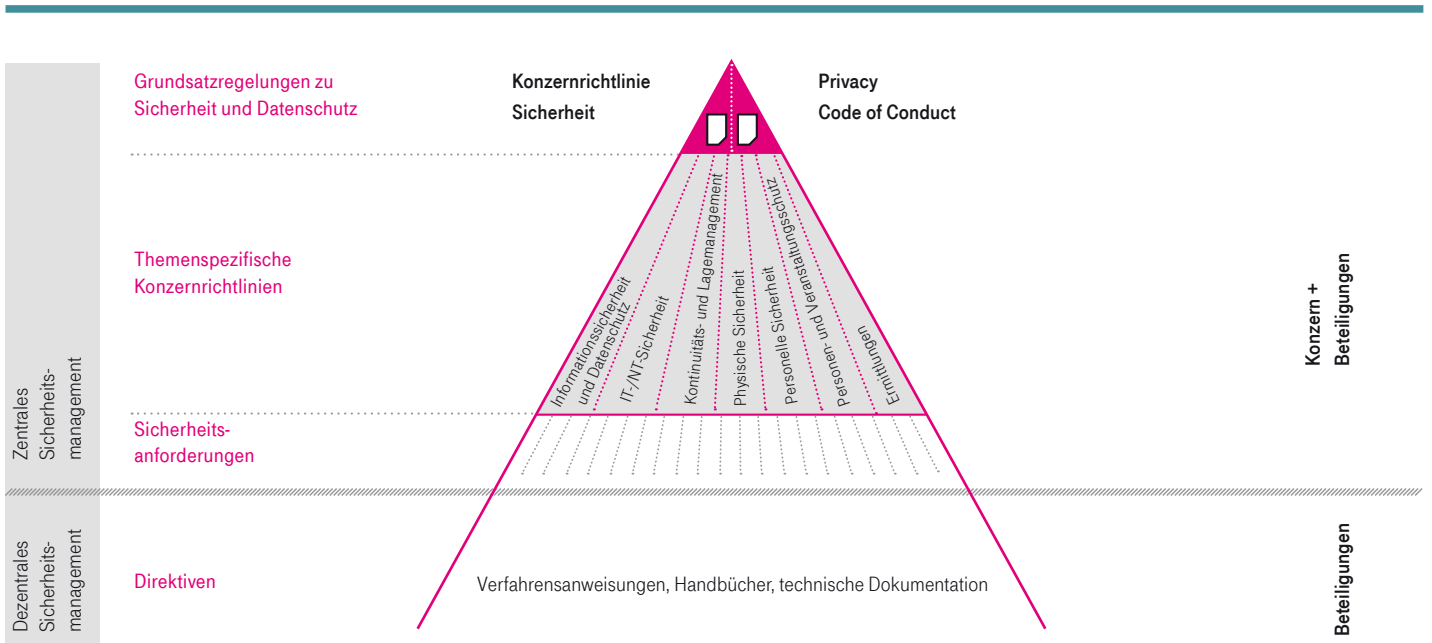 Grundsatzregelungen zu
Sicherheit und Datenschutz
Konzernrichtlinie
Sicherheit
Privacy
Code of Conduct
Themenspezifische
Konzernrichtlinien
Informationssicherheit
und Datenschutz
IT-/NT-Sicherheit
Kontinuitäts- und Lagemanagement
Physische Sicherheit
Personelle Sicherheit
Personen- und Veranstaltungsschutz
Ermittlungen
Konzern +
Beteiligungen
Zentrales
Sicherheits-
management
Sicherheits-
anforderungen
Dezentrales
Sicherheits-
management
Direktiven
Verfahrensanweisungen, Handbücher, technische Dokumentation
Beteiligungen